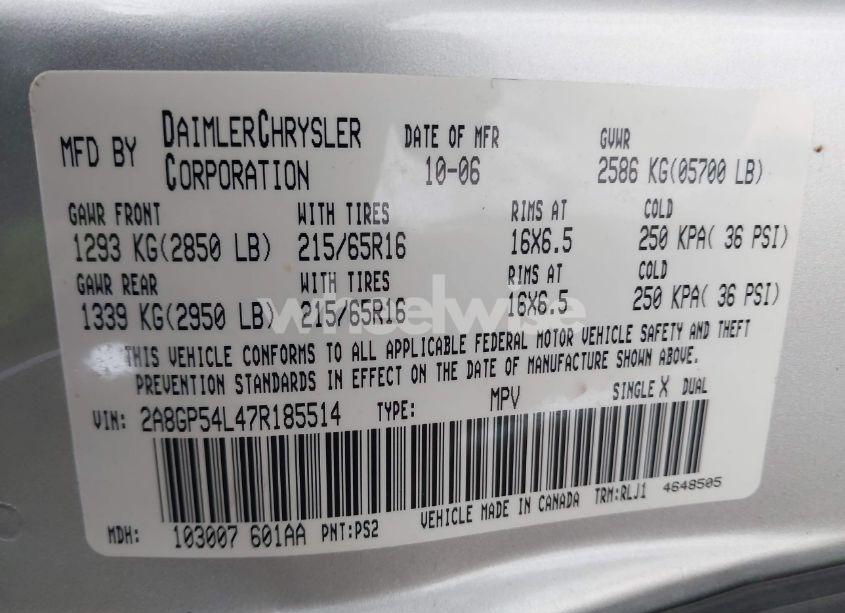 MFD BY DAIMLERCHRYSLER CORPORATION DATE OF MFR 10-06 GVWR 2586 KG(05700 LB)
GAWR FRONT WITH TIRES RIMS AT COLD
1293 KG(2850 LB) 215/65R16 16X6.5 250 KPA( 36 PSI)
GAWR REAR WITH TIRES RIMS AT COLD
1339 KG(2950 LB) 215/65R16 16X6.5 250 KPA( 36 PSI)
wheelwise
THIS VEHICLE CONFORMS TO ALL APPLICABLE FEDERAL MOTOR VEHICLE SAFETY AND THEFT
PREVENTION STANDARDS IN EFFECT ON THE DATE OF MANUFACTURE SHOWN ABOVE.
VIN: 2A8GP54L47R185514 TYPE: MPV SINGLE X DUAL
MDH: 103007 601AA PNT:PS2 VEHICLE MADE IN CANADA TRM:RLJ1 4648505